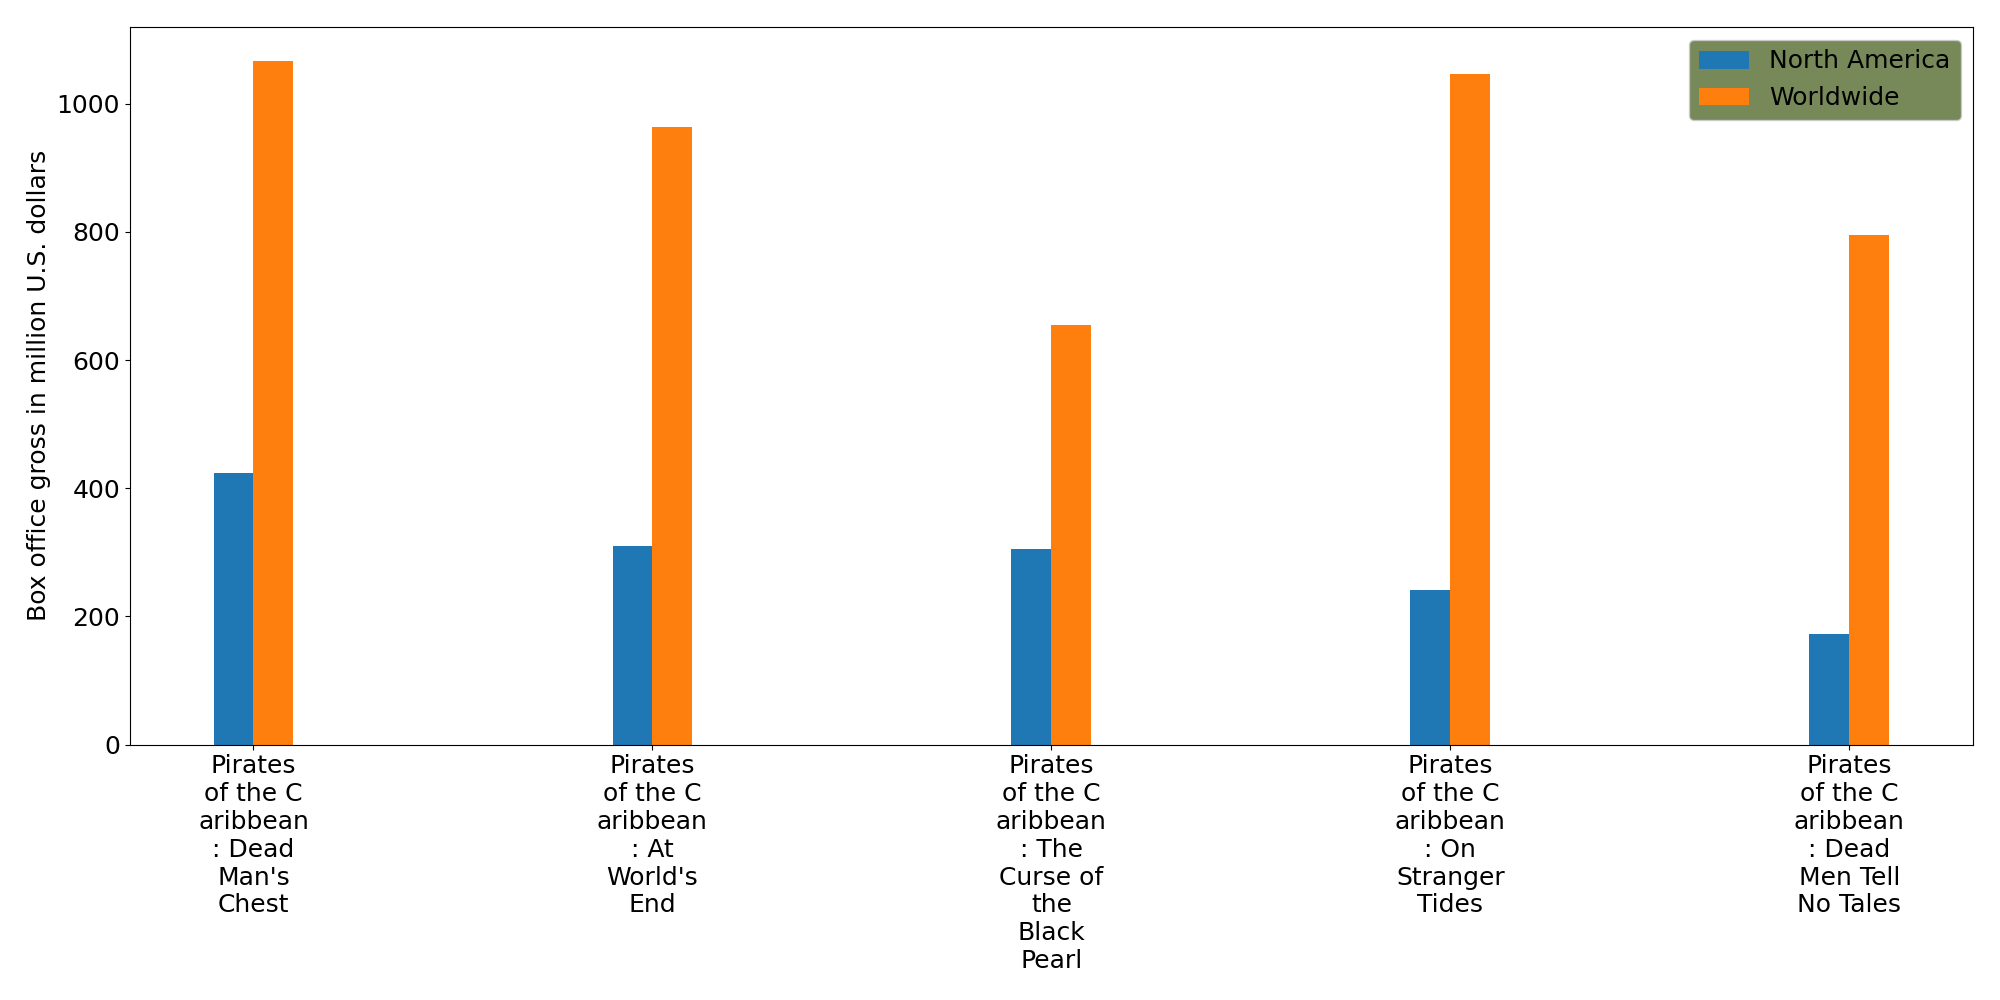 Box office gross in million U.S. dollars
1000
800
600
400
200
0
North America
Worldwide
Pirates
of the C
aribbean
: Dead
Man's
Chest
Pirates
of the C
aribbean
: At
World's
End
Pirates
of the C
aribbean
: The
Curse of
the
Black
Pearl
Pirates
of the C
aribbean
: On
Stranger
Tides
Pirates
of the C
aribbean
: Dead
Men Tell
No Tales